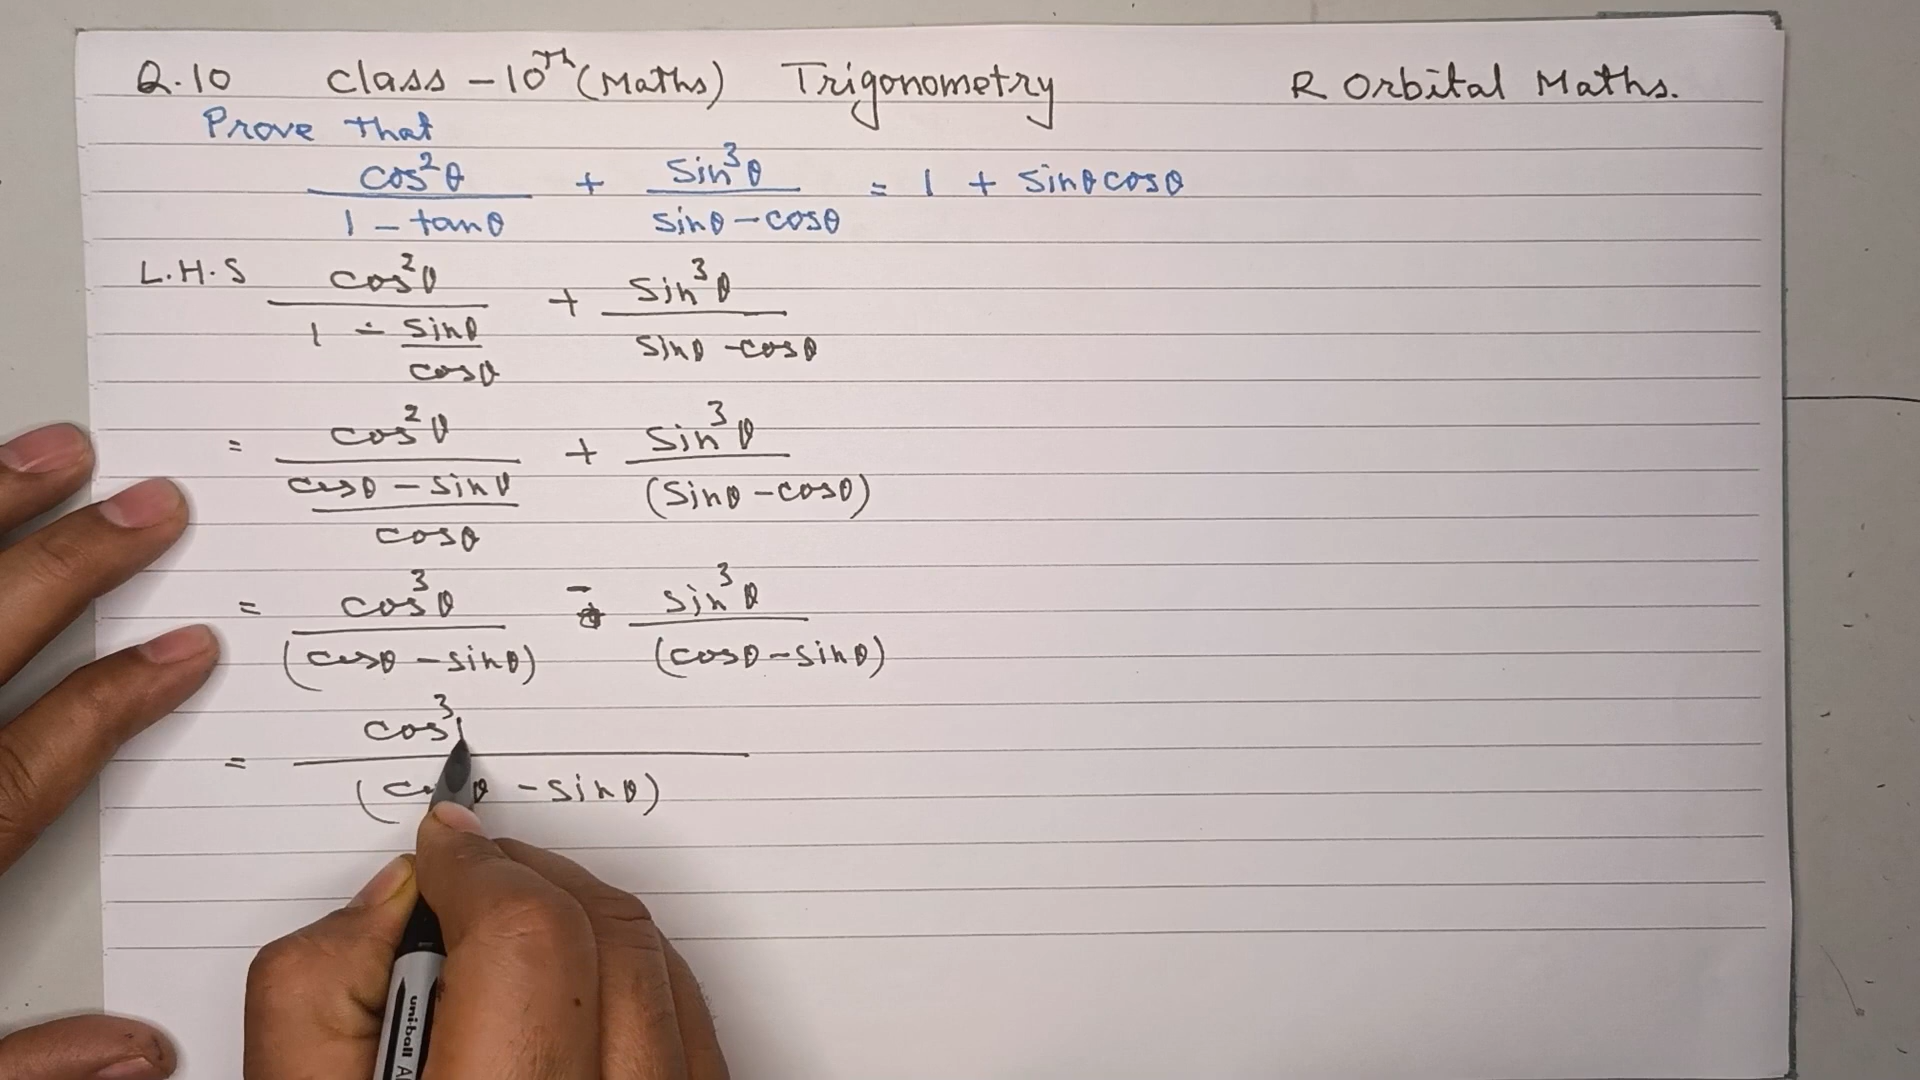 Q.10 Class - 10th (Maths) Trigonometry R Orbital Maths.
Prove that
cos²θ / (1 - tanθ) + sin³θ / (sinθ - cosθ) = 1 + sinθcosθ
L.H.S cos²θ / (1 - sinθ/cosθ) + sin³θ / (sinθ - cosθ)
= cos²θ / ((cosθ - sinθ)/cosθ) + sin³θ / (sinθ - cosθ)
= cos³θ / (cosθ - sinθ) - sin³θ / (cosθ - sinθ)
= cos³ / (cosθ - sinθ)
uni-ball